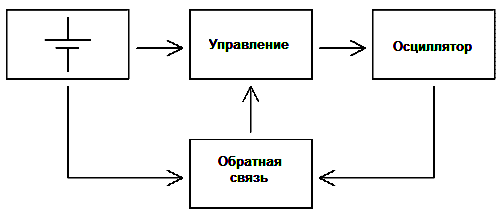 Управление
Осциллятор
Обратная
связь